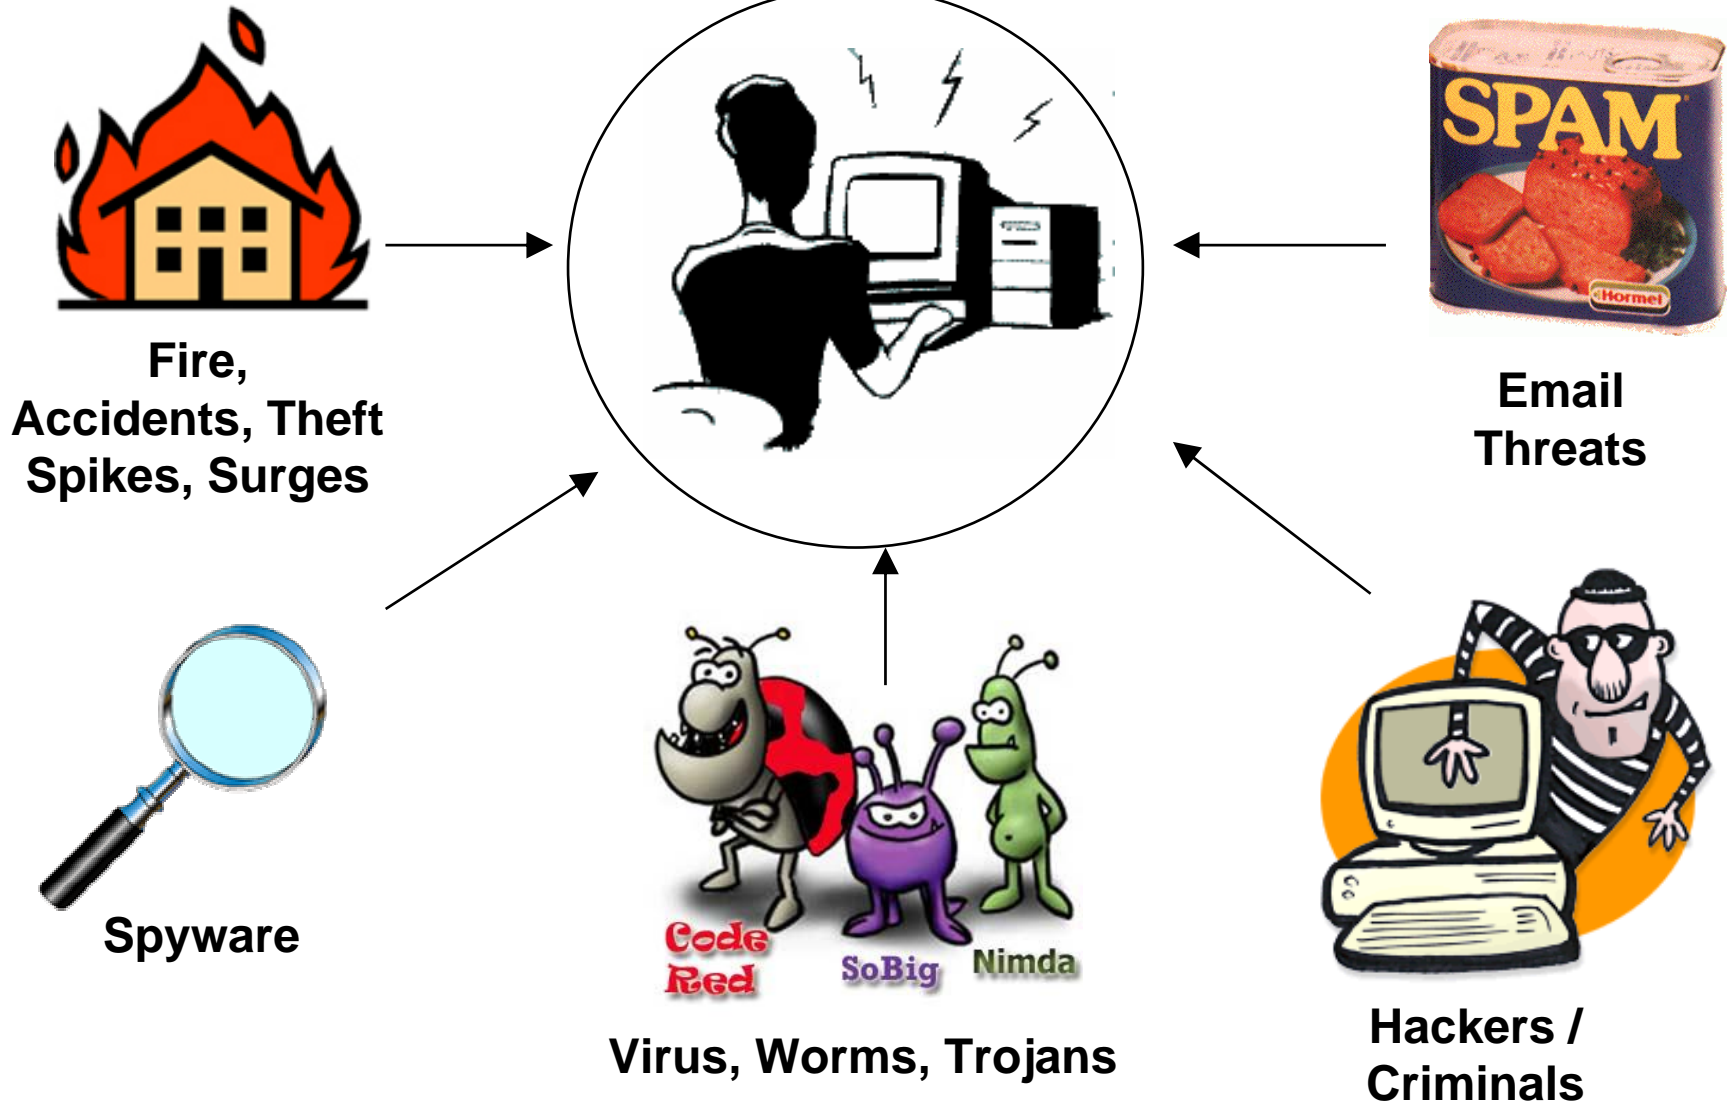 SPAM
Hormel
Fire,
Accidents, Theft
Spikes, Surges
Email
Threats
Spyware
Code
Red
SoBig
Nimda
Virus, Worms, Trojans
Hackers /
Criminals